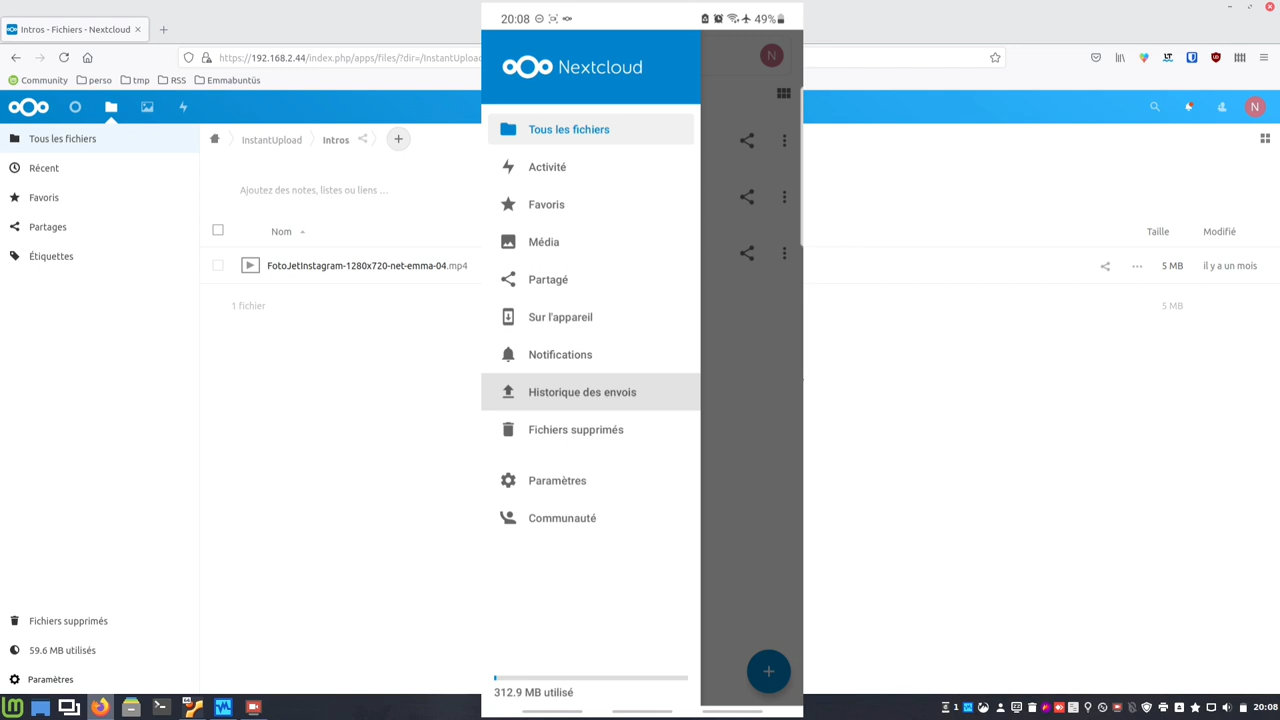 Intros - Fichiers - Nextcloud
https://192.168.2.44/index.php/apps/files/?dir=/InstantUpload
Community
perso
tmp
RSS
Emmabuntüs
N
Tous les fichiers
Récent
Favoris
Partages
Étiquettes
InstantUpload
Intros
Ajoutez des notes, listes ou liens ...
Nom
Taille
Modifié
FotoJetInstagram-1280x720-net-emma-04.mp4
5 MB
il y a un mois
1 fichier
5 MB
Fichiers supprimés
59.6 MB utilisés
Paramètres
20:08
49%
Nextcloud
N
Tous les fichiers
Activité
Favoris
Média
Partagé
Sur l'appareil
Notifications
Historique des envois
Fichiers supprimés
Paramètres
Communauté
312.9 MB utilisé
20:08